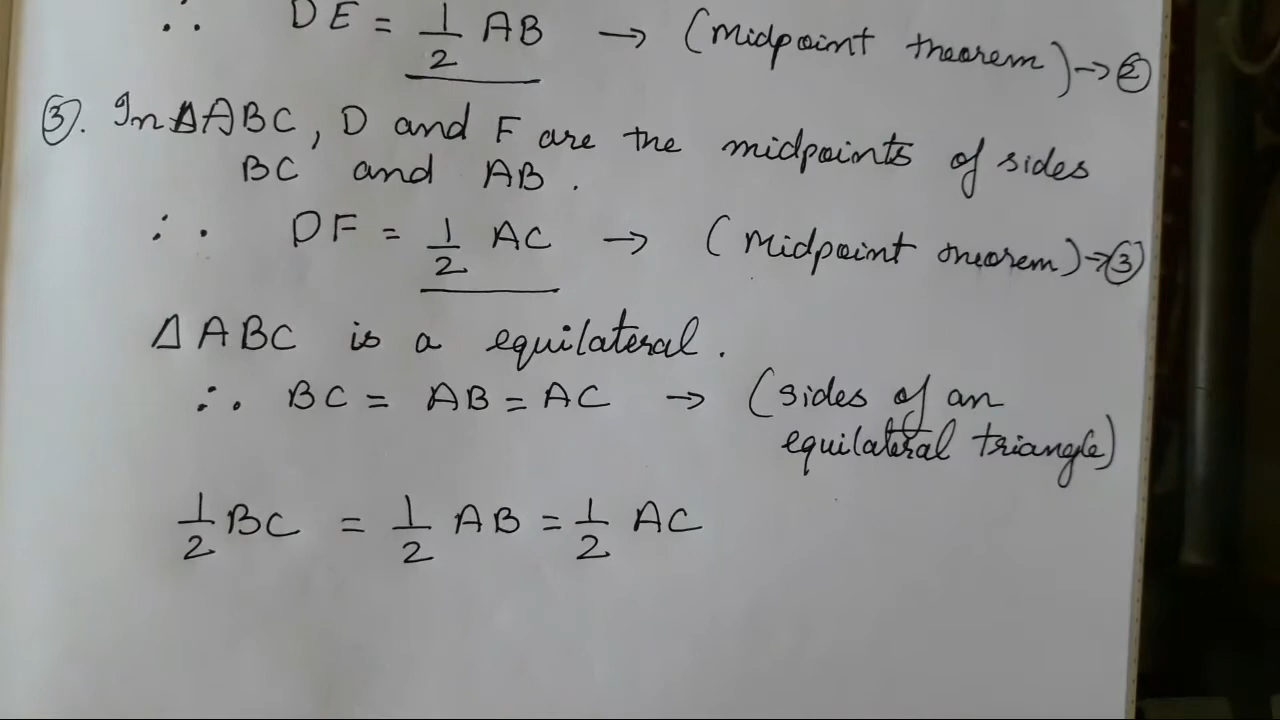 ∴ DE = 1/2 AB → (midpoint theorem) → ②
③. In ΔABC, D and F are the midpoints of sides
BC and AB.
∴ DF = 1/2 AC → (midpoint theorem) → ③
Δ ABC is a equilateral.
∴ BC = AB = AC → (sides of an
equilateral triangle)
1/2 BC = 1/2 AB = 1/2 AC